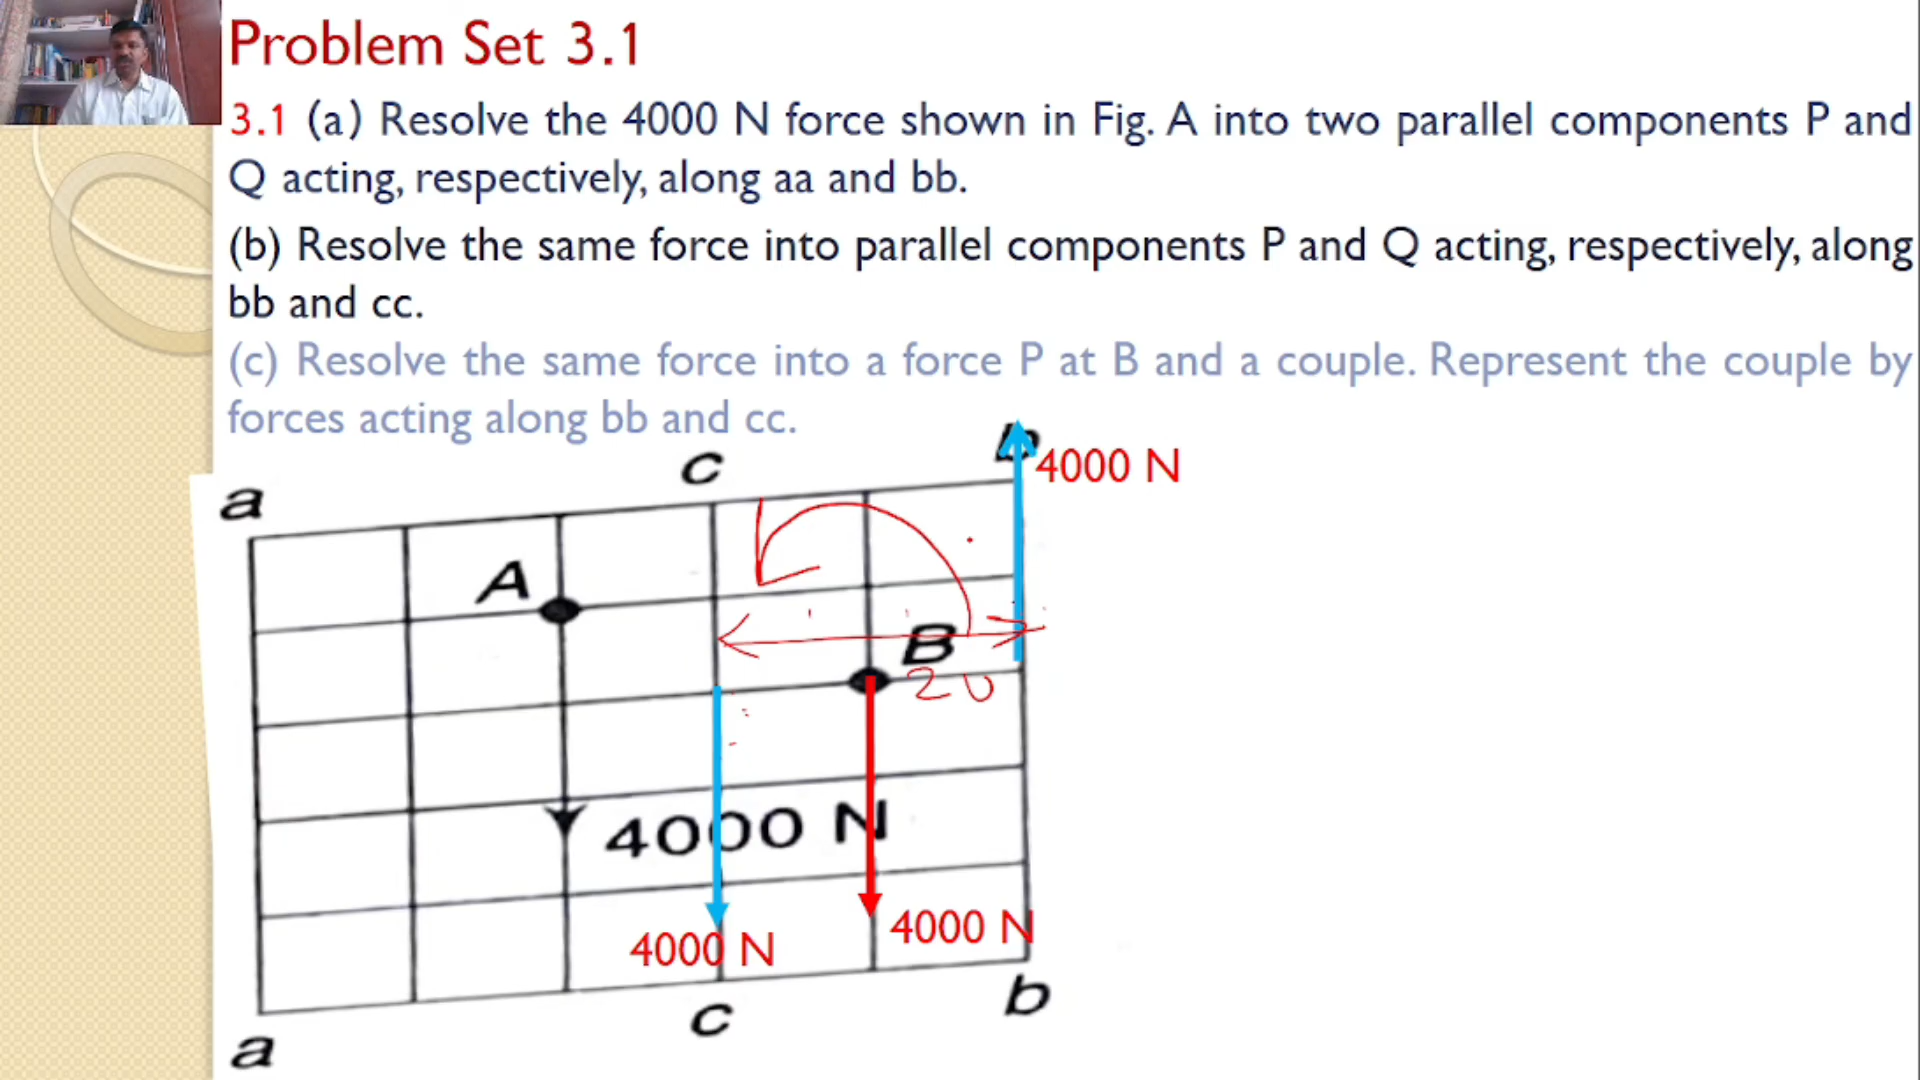 Problem Set 3.1
3.1 (a) Resolve the 4000 N force shown in Fig. A into two parallel components P and
Q acting, respectively, along aa and bb.
(b) Resolve the same force into parallel components P and Q acting, respectively, along
bb and cc.
(c) Resolve the same force into a force P at B and a couple. Represent the couple by
forces acting along bb and cc.
a
c
b
4000 N
A
B
20
4000 N
4000 N
4000 N
a
c
b